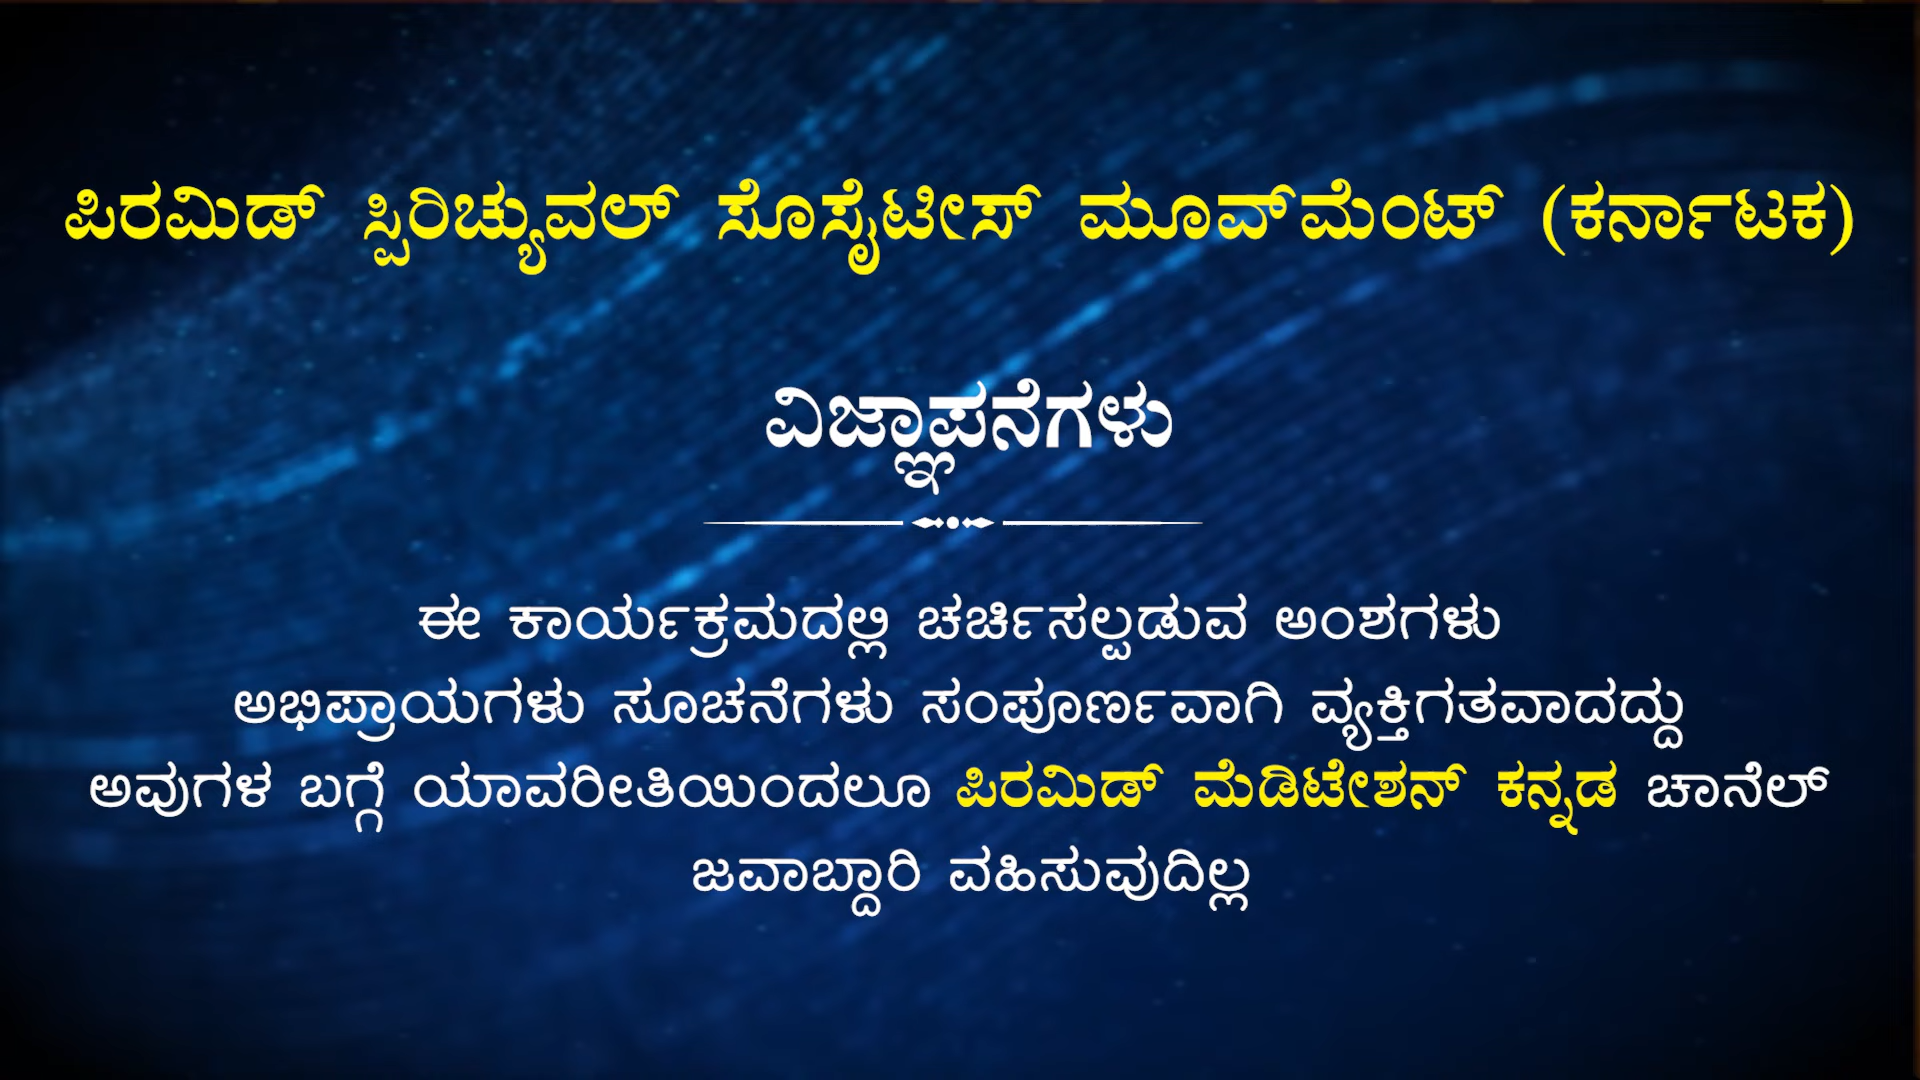 ಪಿರಮಿಡ್ ಸ್ಪಿರಿಚ್ಯುವಲ್ ಸೊಸೈಟೀಸ್ ಮೂವ್‌ಮೆಂಟ್ (ಕರ್ನಾಟಕ)
ವಿಜ್ಞಾಪನೆಗಳು
ಈ ಕಾರ್ಯಕ್ರಮದಲ್ಲಿ ಚರ್ಚಿಸಲ್ಪಡುವ ಅಂಶಗಳು
ಅಭಿಪ್ರಾಯಗಳು ಸೂಚನೆಗಳು ಸಂಪೂರ್ಣವಾಗಿ ವ್ಯಕ್ತಿಗತವಾದದ್ದು
ಅವುಗಳ ಬಗ್ಗೆ ಯಾವರೀತಿಯಿಂದಲೂ ಪಿರಮಿಡ್ ಮೆಡಿಟೇಶನ್ ಕನ್ನಡ ಚಾನೆಲ್
ಜವಾಬ್ದಾರಿ ವಹಿಸುವುದಿಲ್ಲ